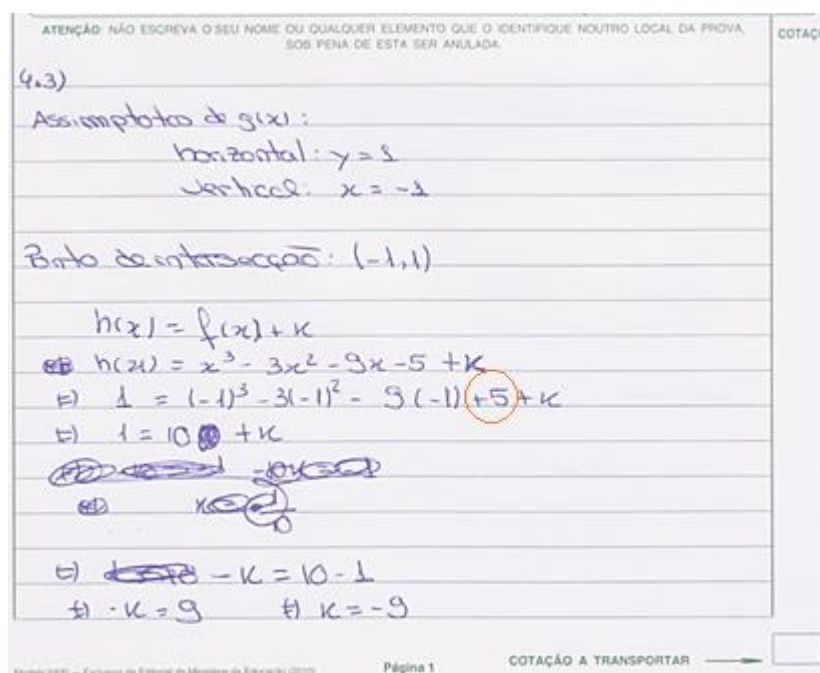 ATENÇÃO: NÃO ESCREVA O SEU NOME OU QUALQUER ELEMENTO QUE O IDENTIFIQUE NOUTRO LOCAL DA PROVA,
SOB PENA DE ESTA SER ANULADA.
COTAÇ
4.3)
Assimptotas de g(x):
horizontal: y = 1
vertical: x = -1
Ponto de intersecção: (-1,1)
h(x) = f(x) + k
h(x) = x³ - 3x² - 9x - 5 + k
⇔ 1 = (-1)³ - 3(-1)² - 9(-1) + 5 + k
⇔ 1 = 10 + k
⇔ - k = 10 - 1
⇔ - k = 9 ⇔ k = -9
Página 1
COTAÇÃO A TRANSPORTAR